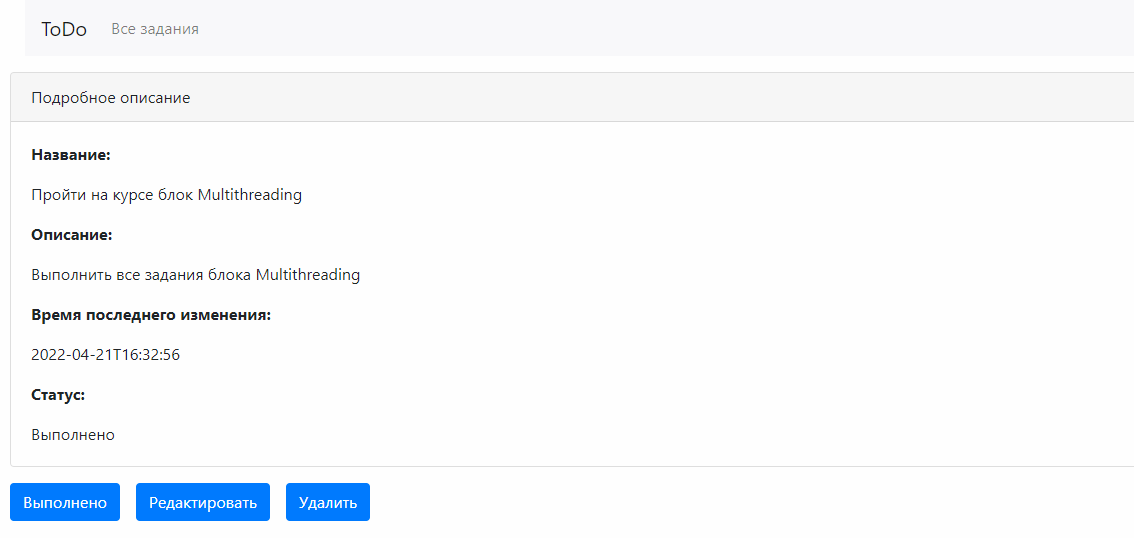 ToDo Все задания
Подробное описание
Название:
Пройти на курсе блок Multithreading
Описание:
Выполнить все задания блока Multithreading
Время последнего изменения:
2022-04-21T16:32:56
Статус:
Выполнено
Выполнено Редактировать Удалить